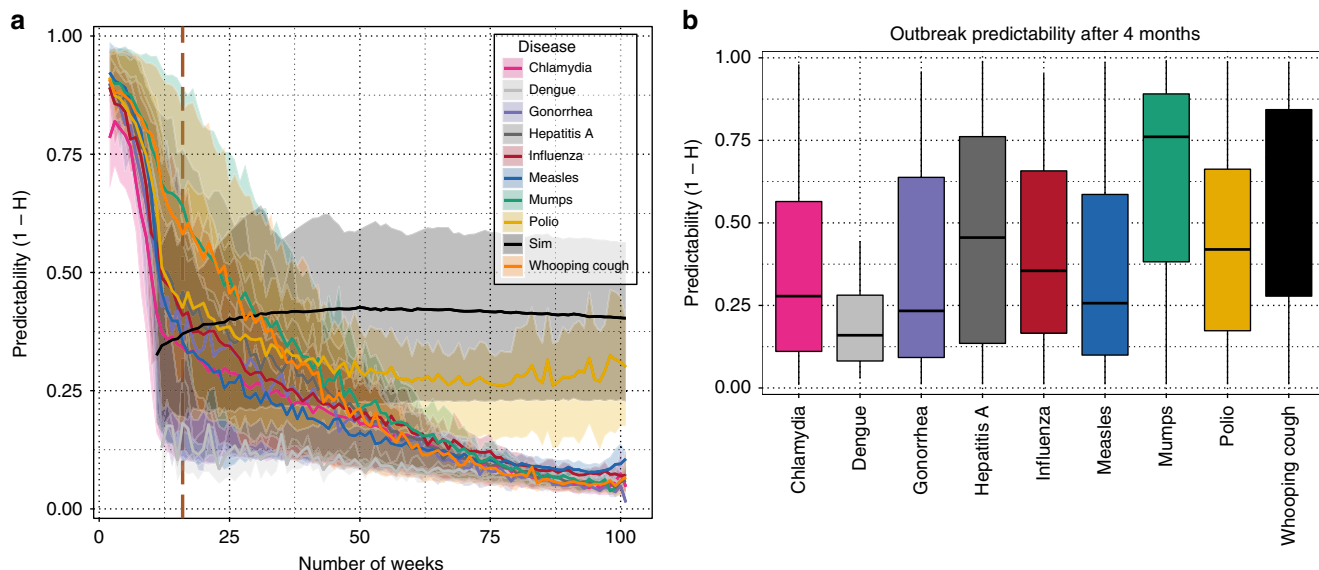 a
1.00
0.75
0.50
0.25
0.00
Predictability (1 – H)
0
25
50
75
100
Number of weeks
Disease
Chlamydia
Dengue
Gonorrhea
Hepatitis A
Influenza
Measles
Mumps
Polio
Sim
Whooping cough
b
Outbreak predictability after 4 months
1.00
0.75
0.50
0.25
0.00
Predictability (1 – H)
Chlamydia
Dengue
Gonorrhea
Hepatitis A
Influenza
Measles
Mumps
Polio
Whooping cough